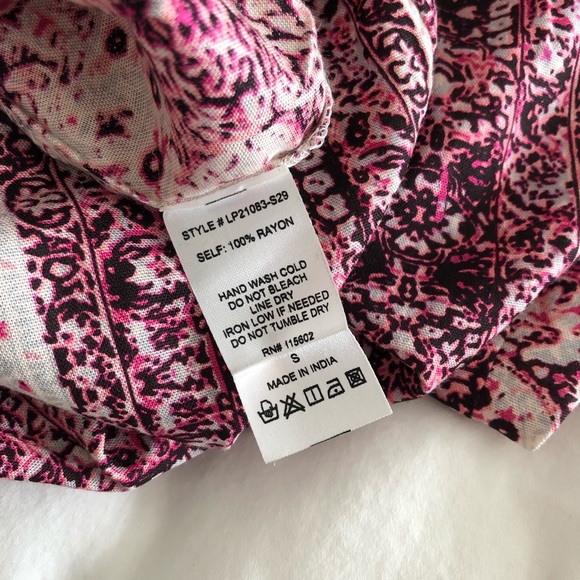 STYLE # LP21083-S29
SELF: 100% RAYON
HAND WASH COLD
DO NOT BLEACH
LINE DRY
IRON LOW IF NEEDED
DO NOT TUMBLE DRY
RN# 115602
S
MADE IN INDIA